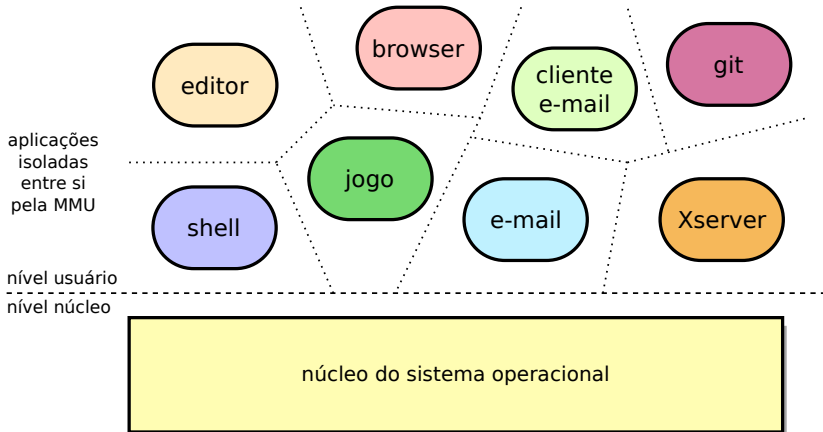 browser
editor
cliente
e-mail
git
aplicações
isoladas
entre si
pela MMU
jogo
shell
e-mail
Xserver
nível usuário
nível núcleo
núcleo do sistema operacional